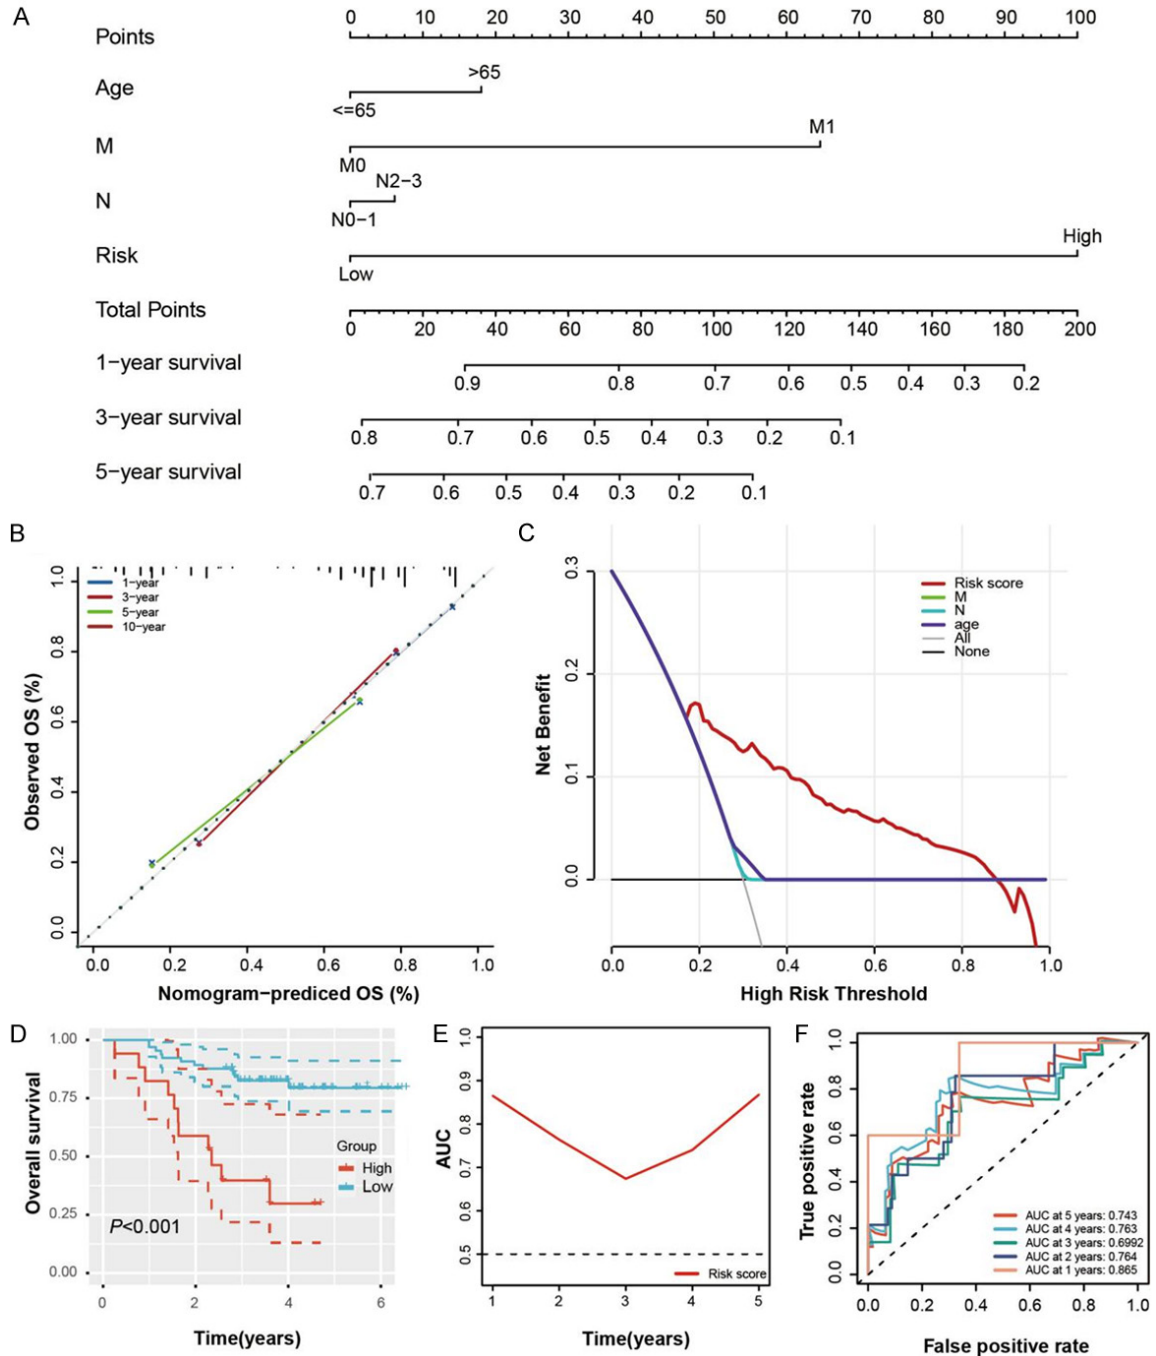 A
0 10 20 30 40 50 60 70 80 90 100
Points
>65
Age
<=65
M1
M
M0
N2−3
N
N0−1
High
Risk
Low
Total Points
0 20 40 60 80 100 120 140 160 180 200
1−year survival
0.9 0.8 0.7 0.6 0.5 0.4 0.3 0.2
3−year survival
0.8 0.7 0.6 0.5 0.4 0.3 0.2 0.1
5−year survival
0.7 0.6 0.5 0.4 0.3 0.2 0.1
B
1.0
0.8
0.6
0.4
0.2
0.0
Observed OS (%)
1-year
3-year
5-year
10-year
0.0 0.2 0.4 0.6 0.8 1.0
Nomogram−prediced OS (%)
C
0.3
0.2
0.1
0.0
Net Benefit
Risk score
M
N
age
All
None
0.0 0.2 0.4 0.6 0.8 1.0
High Risk Threshold
D
1.00
0.75
0.50
0.25
0.00
Overall survival
Group
High
Low
P<0.001
0 2 4 6
Time(years)
E
1.0
0.9
0.8
0.7
0.6
0.5
AUC
Risk score
1 2 3 4 5
Time(years)
F
1.0
0.8
0.6
0.4
0.2
0.0
True positive rate
AUC at 5 years: 0.743
AUC at 4 years: 0.763
AUC at 3 years: 0.6992
AUC at 2 years: 0.764
AUC at 1 years: 0.865
0.0 0.2 0.4 0.6 0.8 1.0
False positive rate